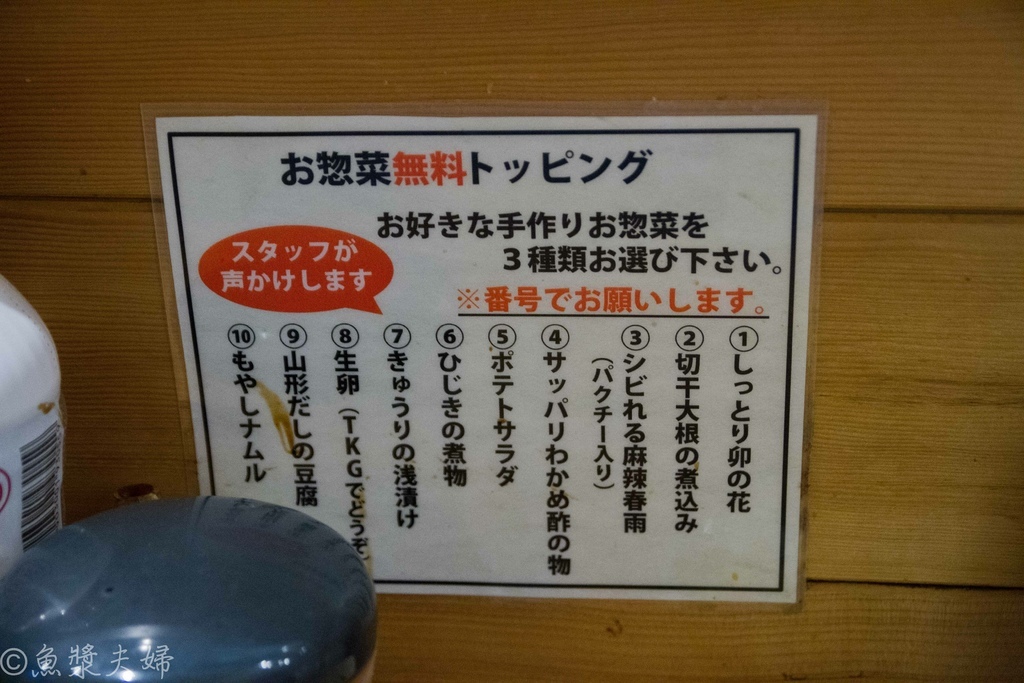 お惣菜無料トッピング
お好きな手作りお惣菜を
3種類お選び下さい。
スタッフが
声かけします
※番号でお願いします。
①しっとり卯の花
②切干大根の煮込み
③シビれる麻辣春雨
（パクチー入り）
④サッパリわかめ酢の物
⑤ポテトサラダ
⑥ひじきの煮物
⑦きゅうりの浅漬け
⑧生卵（TKGでどうぞ）
⑨山形だしの豆腐
⑩もやしナムル
©魚漿夫婦